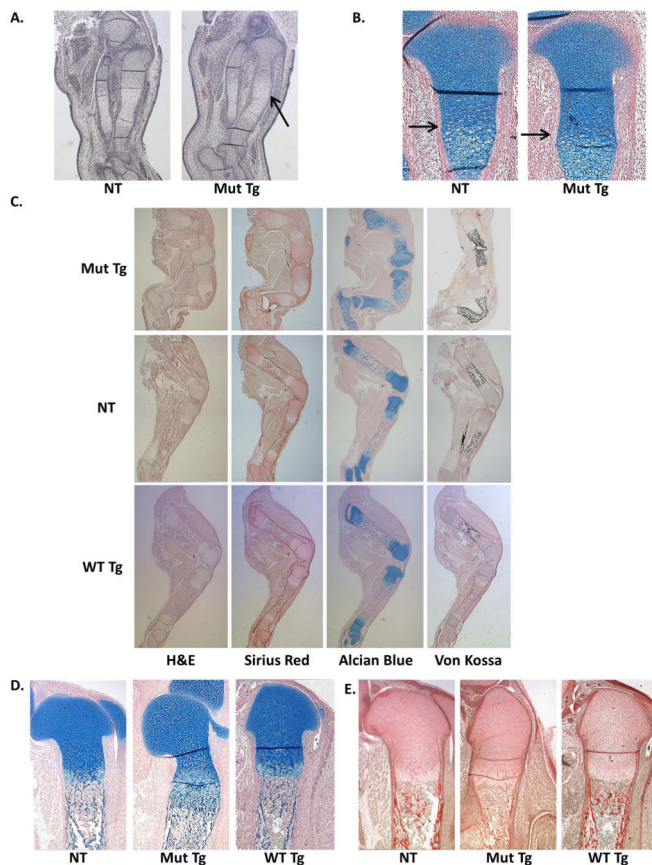 A.
B.
NT
Mut Tg
NT
Mut Tg
C.
Mut Tg
NT
WT Tg
H&E
Sirius Red
Alcian Blue
Von Kossa
D.
E.
NT
Mut Tg
WT Tg
NT
Mut Tg
WT Tg